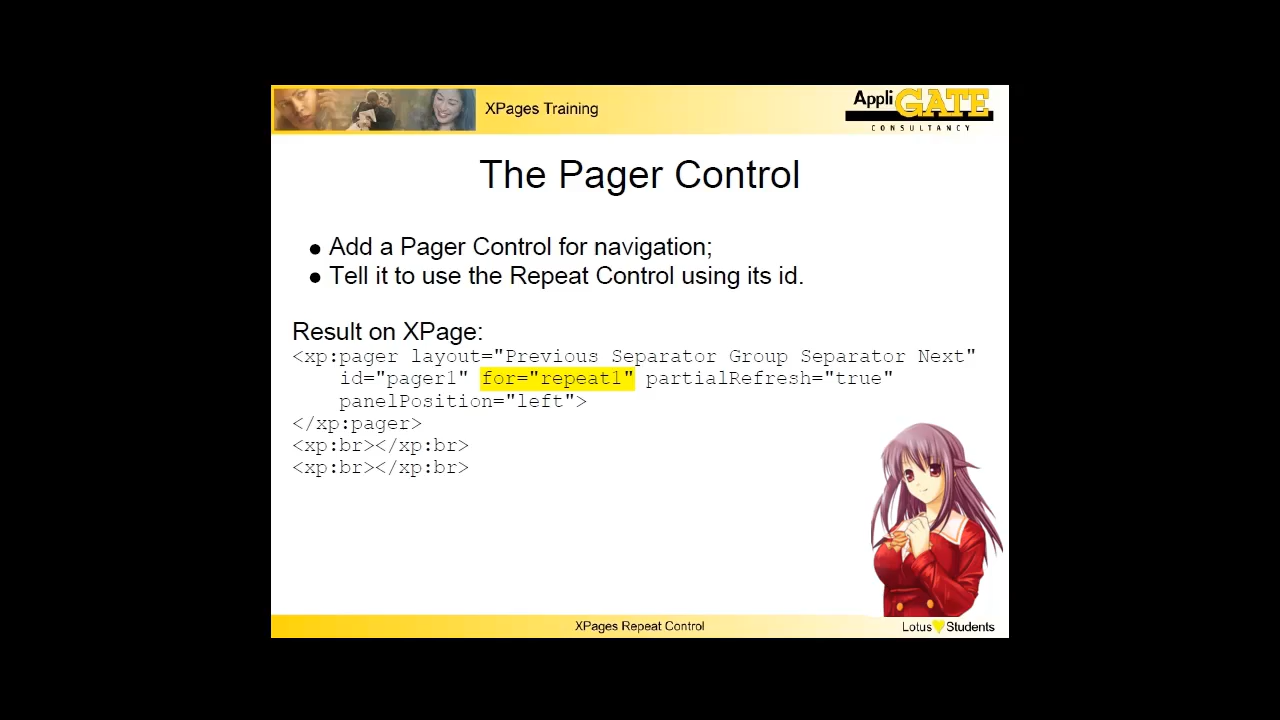 XPages Training
Appli GATE
CONSULTANCY
The Pager Control
● Add a Pager Control for navigation;
● Tell it to use the Repeat Control using its id.
Result on XPage:
<xp:pager layout="Previous Separator Group Separator Next"
id="pager1" for="repeat1" partialRefresh="true"
panelPosition="left">
</xp:pager>
<xp:br></xp:br>
<xp:br></xp:br>
XPages Repeat Control
Lotus Students